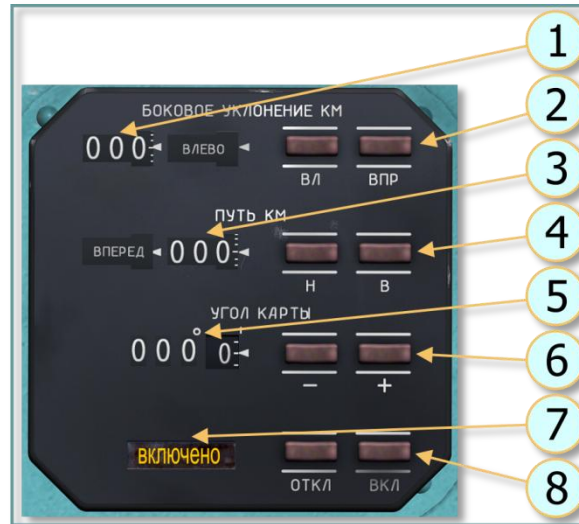 1
БОКОВОЕ УКЛОНЕНИЕ КМ
2
000 ВЛЕВО
ВЛ ВПР
3
ПУТЬ КМ
4
ВПЕРЕД 000
Н В
5
УГОЛ КАРТЫ
000° 0'
6
− +
7
ВКЛЮЧЕНО
8
ОТКЛ ВКЛ